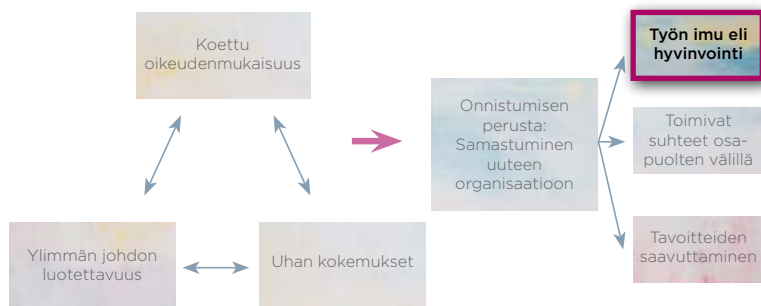 Koettu
oikeudenmukaisuus
Ylimmän johdon
luotettavuus
Uhan kokemukset
Onnistumisen
perusta:
Samastuminen
uuteen
organisaatioon
Työn imu eli
hyvinvointi
Toimivat
suhteet osa-
puolten välillä
Tavoitteiden
saavuttaminen